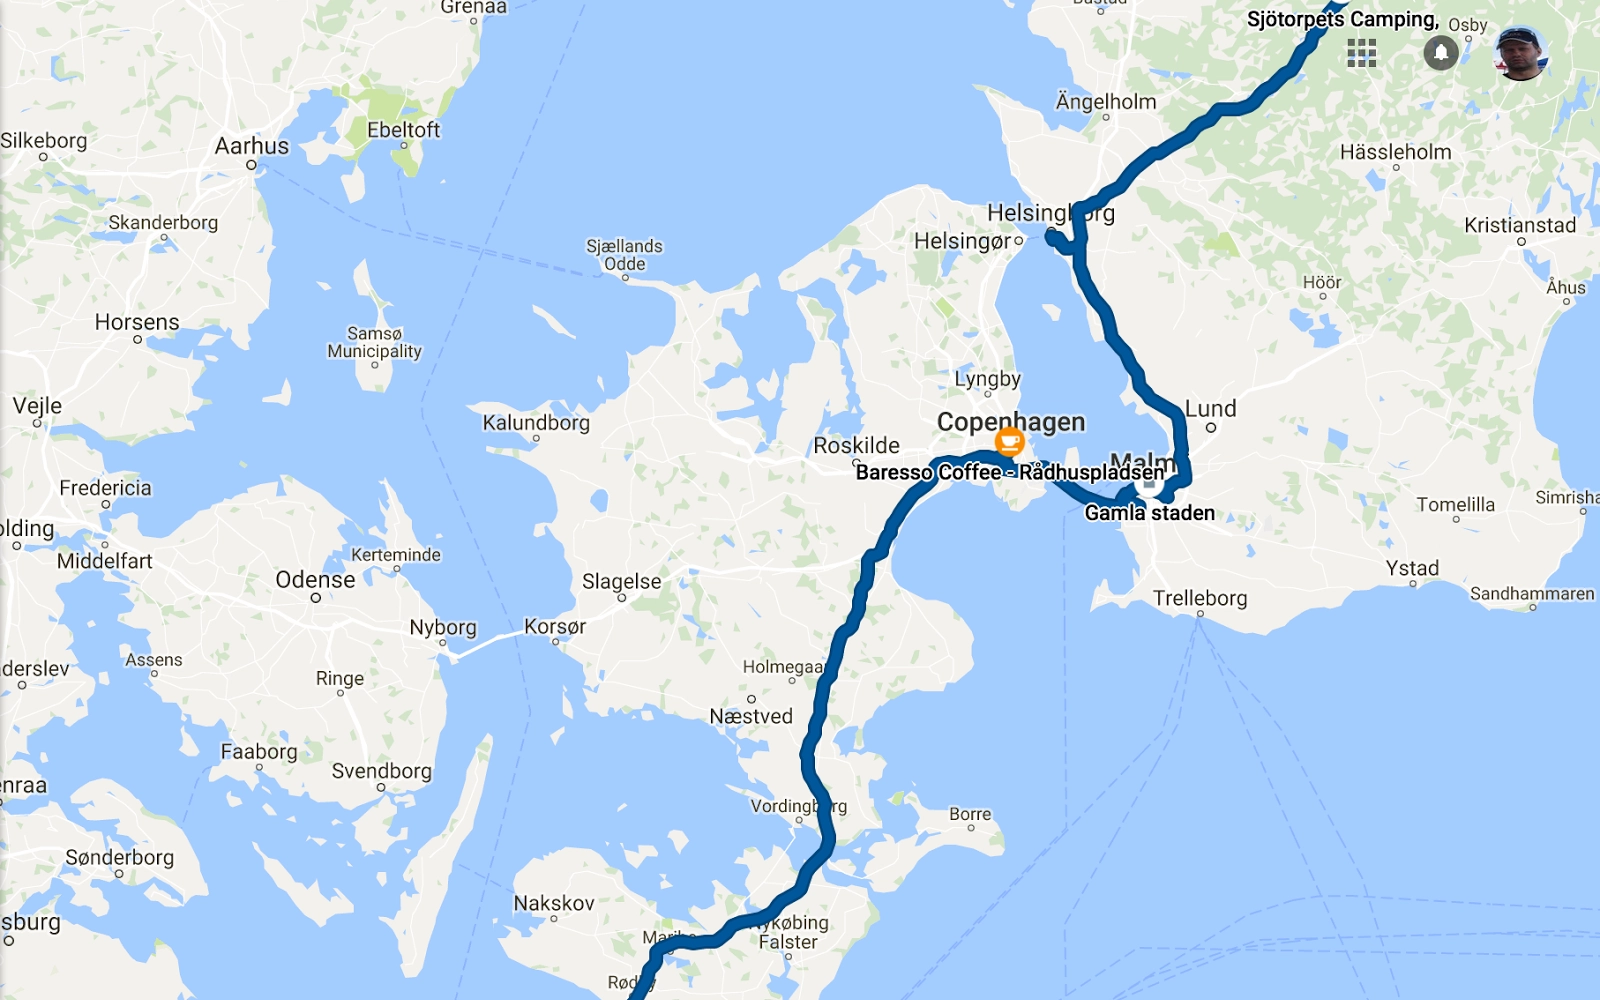 Grenaa
Sjötorpets Camping,
Osby
Ängelholm
Ebeltoft
Silkeborg
Aarhus
Hässleholm
Skanderborg
Helsingborg
Kristianstad
Helsingør
Sjællands
Odde
Höör
Åhus
Horsens
Samsø
Municipality
Lyngby
Vejle
Lund
Kalundborg
Copenhagen
Roskilde
Baresso Coffee - Rådhuspladsen
Fredericia
Tomelilla
Simrisha
Gamla staden
olding
Middelfart
Kerteminde
Odense
Slagelse
Ystad
Sandhammaren
Trelleborg
Nyborg
Korsør
Assens
derslev
Ringe
Holmegaa
Næstved
Faaborg
Svendborg
enraa
Vordingborg
Borre
Sønderborg
Nakskov
sburg
Nykøbing
Falster
Maribo
Rødby